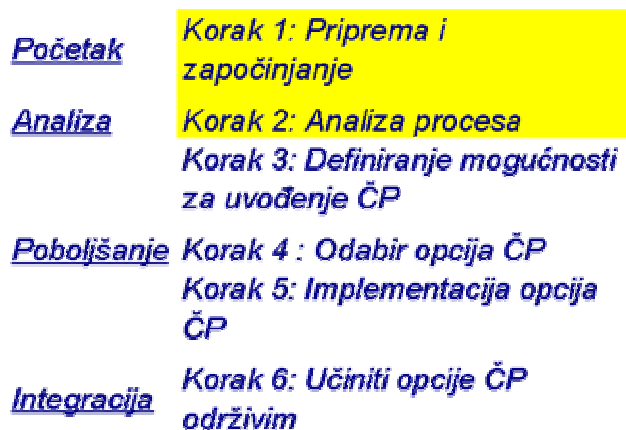 Početak
Korak 1: Priprema i
započinjanje
Analiza
Korak 2: Analiza procesa
Korak 3: Definiranje mogućnosti
za uvođenje ČP
Poboljšanje
Korak 4 : Odabir opcija ČP
Korak 5: Implementacija opcija
ČP
Integracija
Korak 6: Učiniti opcije ČP
održivim